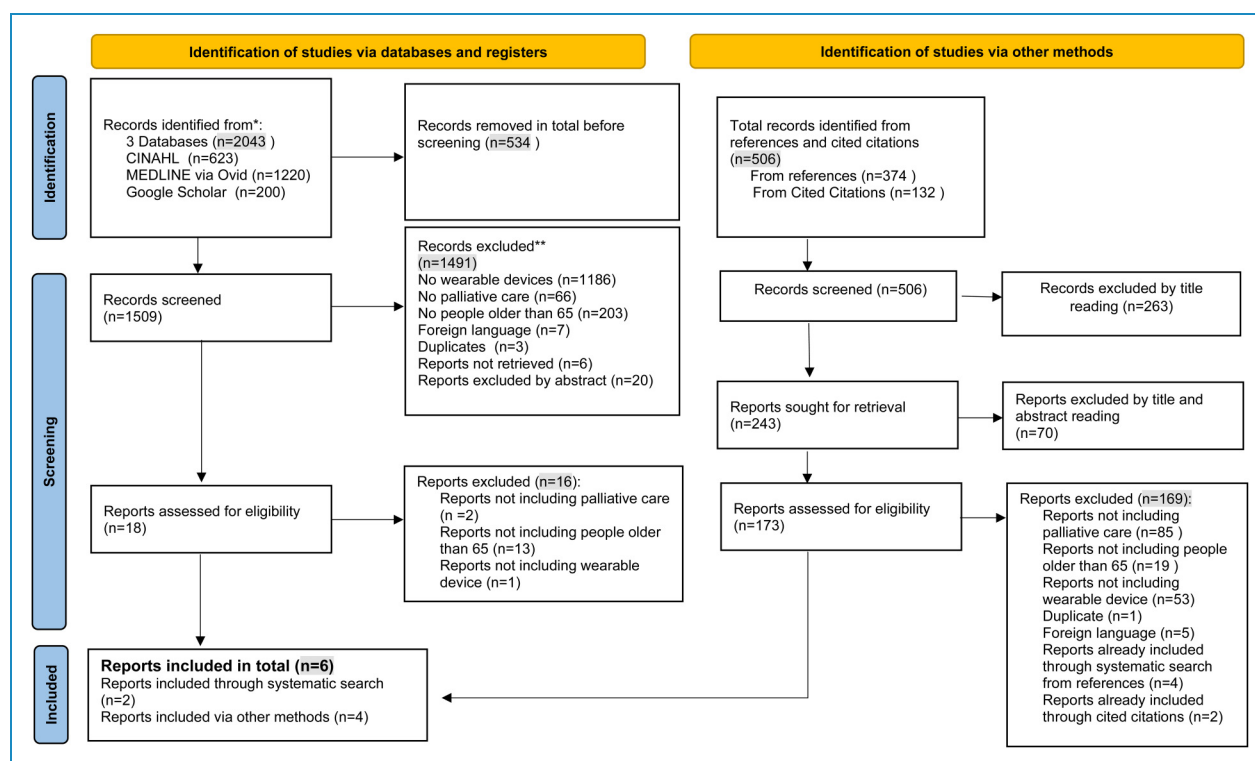 Identification of studies via databases and registers
Identification of studies via other methods
Identification
Records identified from*:
3 Databases (n=2043 )
CINAHL (n=623)
MEDLINE via Ovid (n=1220)
Google Scholar (n=200)
Records removed in total before
screening (n=534 )
Total records identified from
references and cited citations
(n=506)
From references (n=374 )
From Cited Citations (n=132 )
Screening
Records screened
n=1509)
Records excluded**
(n=1491)
No wearable devices (n=1186)
No palliative care (n=66)
No people older than 65 (n=203)
Foreign language (n=7)
Duplicates (n=3)
Reports not retrieved (n=6)
Reports excluded by abstract (n=20)
Records screened (n=506)
Records excluded by title
reading (n=263)
Reports sought for retrieval
(n=243)
Reports excluded by title and
abstract reading
(n=70)
Reports assessed for eligibility
(n=18)
Reports excluded (n=16):
Reports not including palliative care
(n =2)
Reports not including people older
than 65 (n=13)
Reports not including wearable
device (n=1)
Reports assessed for eligibility
(n=173)
Reports excluded (n=169):
Reports not including
palliative care (n=85 )
Reports not including people
older than 65 (n=19 )
Reports not including
wearable device (n=53)
Duplicate (n=1)
Foreign language (n=5)
Reports already included
through systematic search
from references (n=4)
Reports already included
through cited citations (n=2)
Included
Reports included in total (n=6)
Reports included through systematic search
(n=2)
Reports included via other methods (n=4)